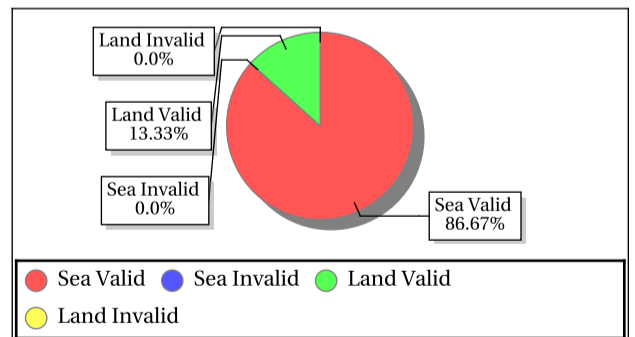 Land Invalid
0.0%
Land Valid
13.33%
Sea Invalid
0.0%
Sea Valid
86.67%
Sea Valid Sea Invalid Land Valid
Land Invalid